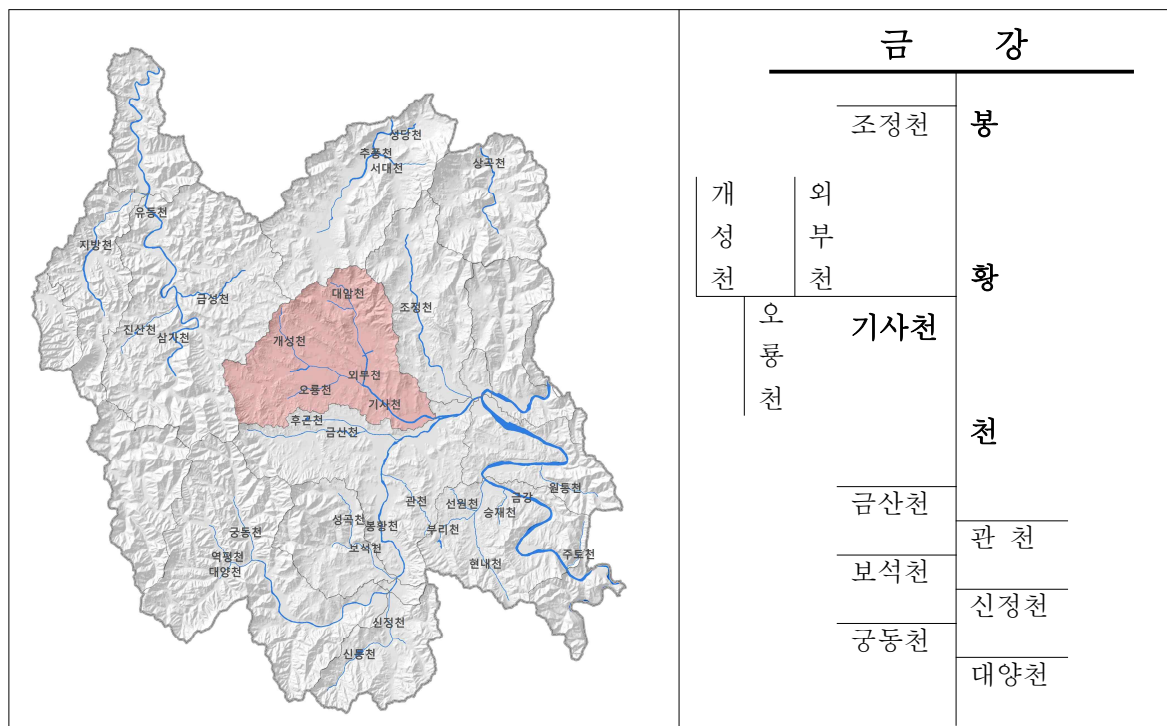 성당천
추풍천
서대천
상곡천
유등천
지방천
금성천
대암천
조정천
진산천
삼가천
개성천
외부천
오룡천
기사천
후곤천
금산천
원등천
관천
선원천
금강
승재천
성곡천
봉황천
부리천
궁동천
보석천
역평천
대양천
현내천
주토천
신정천
신동천
금 강
조정천
봉황천
개성천
외부천
오룡천
기사천
금산천
관 천
보석천
신정천
궁동천
대양천